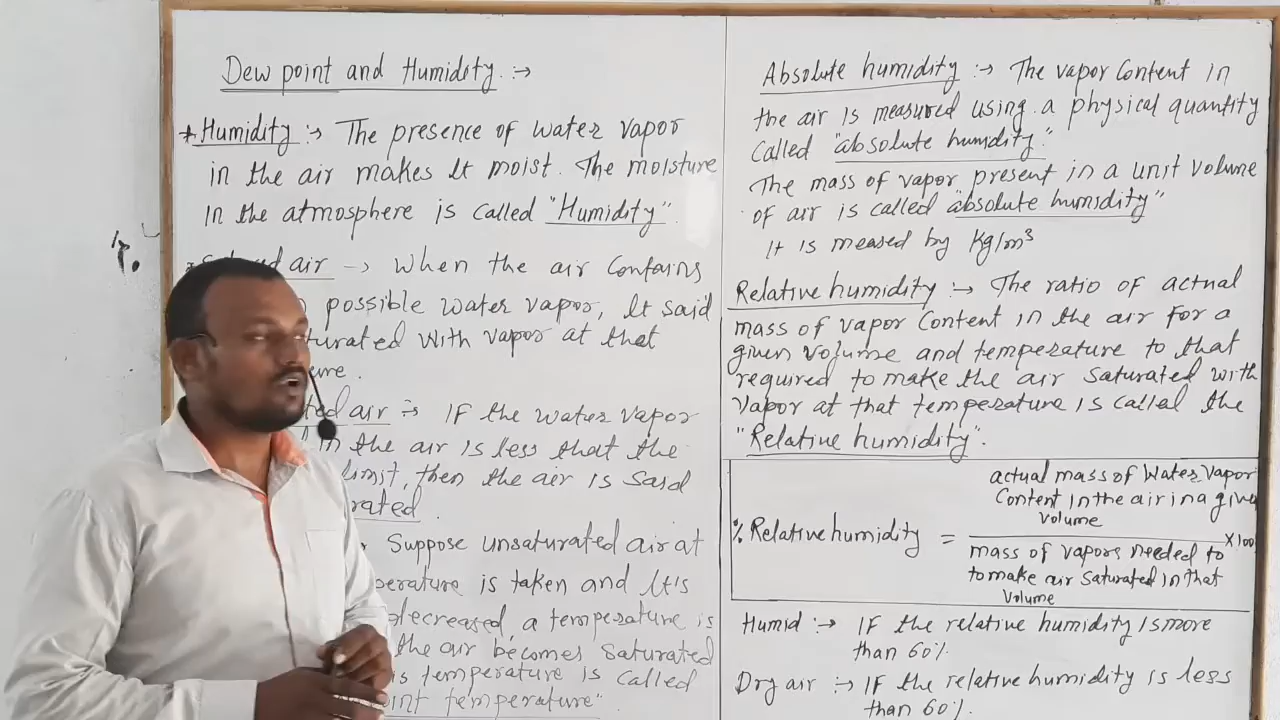 Dew point and Humidity :→
* Humidity :→ The presence of Water vapor
in the air makes It moist. The moisture
in the atmosphere is called "Humidity".
air → When the air Contains
possible water vapor, It said
With vapor at that
air :- IF the water vapor
in the air is less that the
limit, then the air is said
Suppose unsaturated air at
is taken and It's
decreased, a temperature is
the air becomes Saturated
temperature is called
temperature".
Absolute humidity :→ The vapor Content in
the air is measured using a physical quantity
Called "absolute humidity".
The mass of vapor present in a unit volume
of air is called "absolute humidity"
It is meased by Kg/m³
Relative humidity :→ The ratio of actual
mass of vapor Content in the air for a
given volume and temperature to that
required to make the air Saturated with
vapor at that temperature is called the
"Relative humidity".
actual mass of Water Vapor
Content in the air in a given
Volume
% Relative humidity = ×100
mass of vapors needed to
to make air Saturated in that
Volume
Humid :→ IF the relative humidity is more
than 60%.
Dry air :→ IF the relative humidity is less
than 60%.